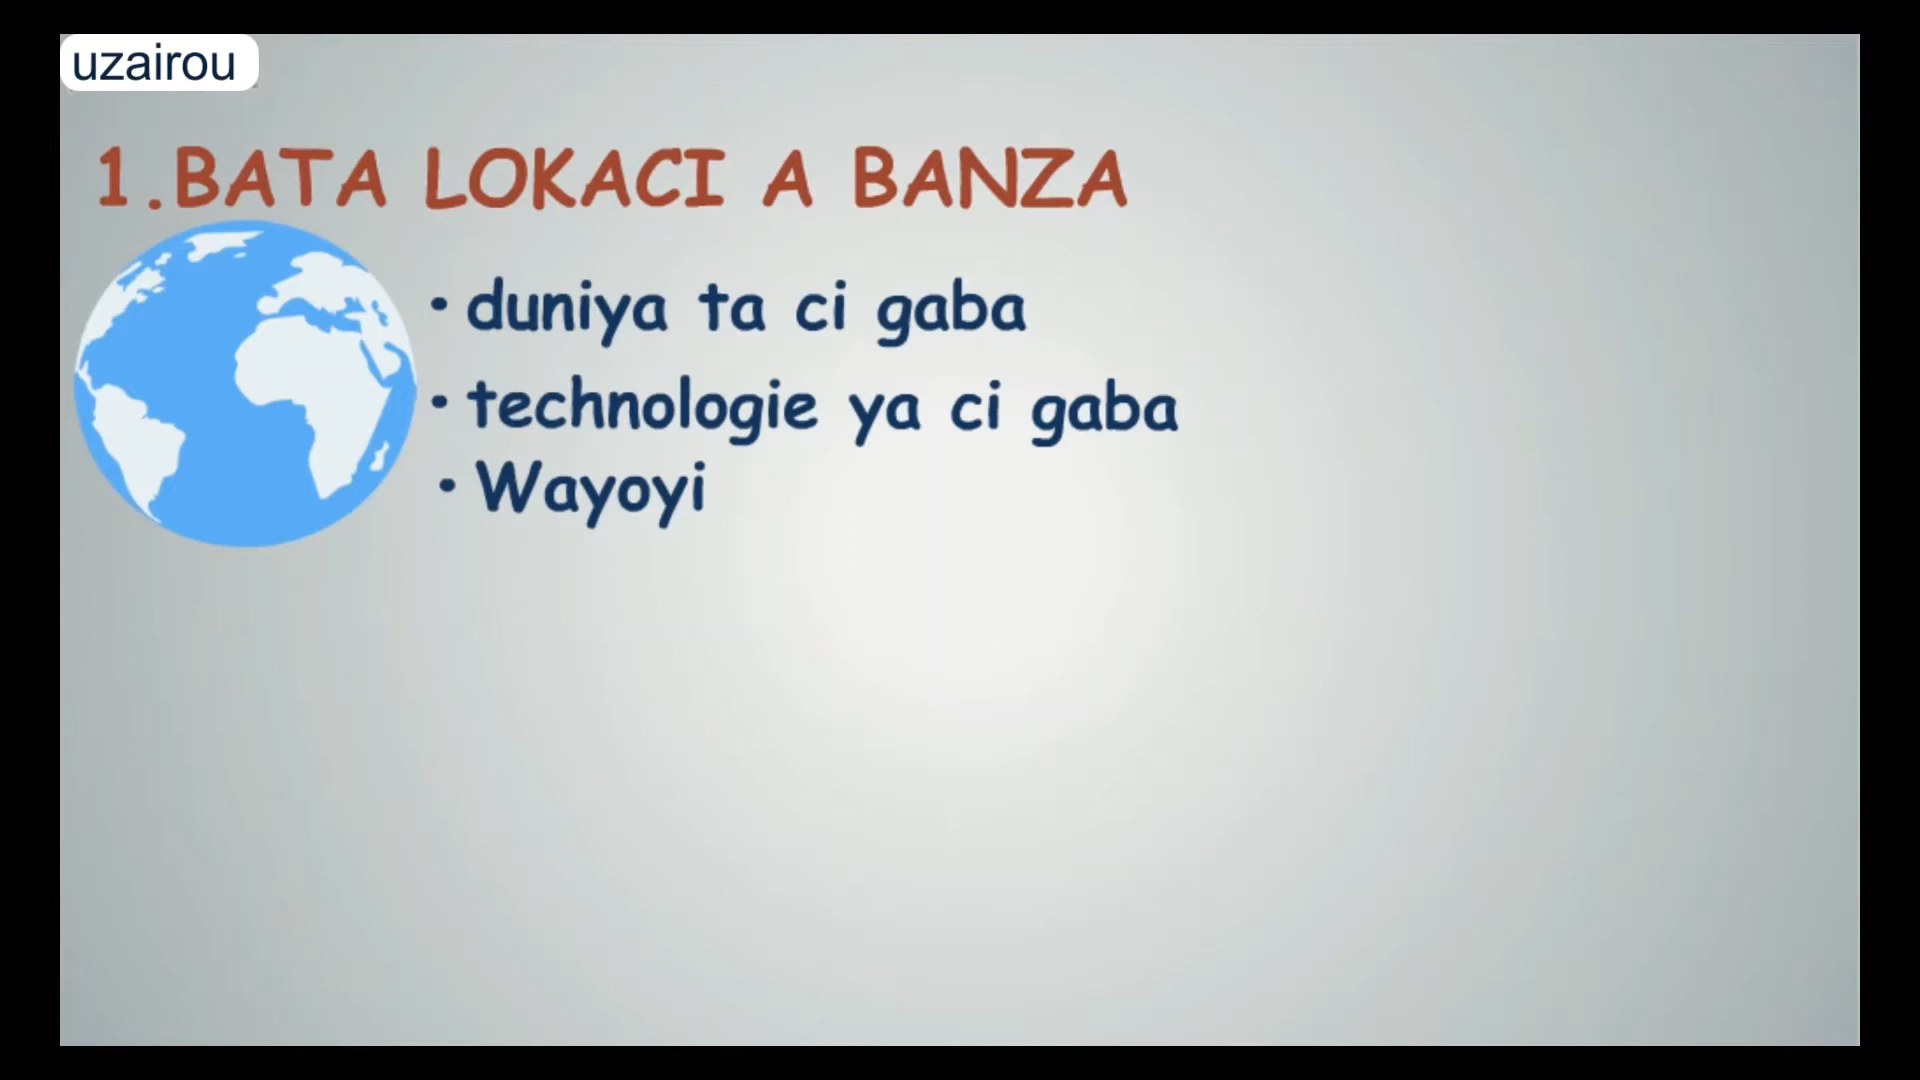 uzairou
1.BATA LOKACI A BANZA
• duniya ta ci gaba
• technologie ya ci gaba
• Wayoyi